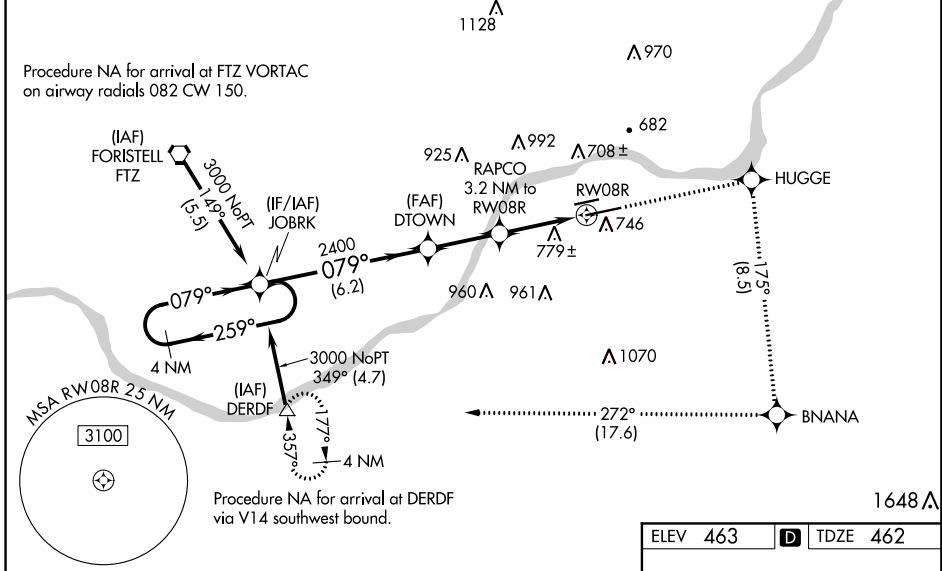 1128
970
Procedure NA for arrival at FTZ VORTAC
on airway radials 082 CW 150.
(IAF)
FORISTELL
FTZ
3000 NoPT
149°
(5.5)
(IF/IAF)
JOBRK
(FAF)
DTOWN
925
992
682
708±
RAPCO
3.2 NM to
RW08R
RW08R
746
779±
HUGGE
2400
079°
(6.2)
079°
259°
4 NM
960
961
175°
(8.5)
3000 NoPT
349° (4.7)
(IAF)
DERDF
177°
357°
4 NM
1070
272°
(17.6)
BNANA
MSA RW08R 25 NM
3100
Procedure NA for arrival at DERDF
via V14 southwest bound.
1648
ELEV 463 D TDZE 462